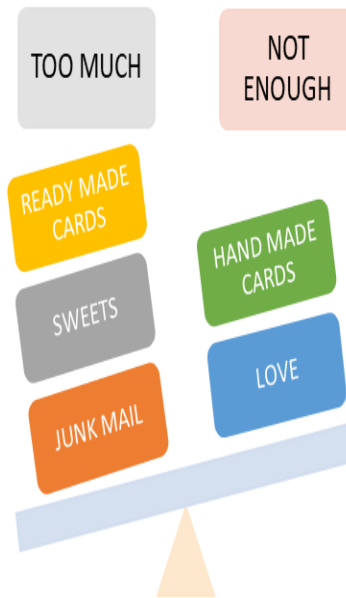 TOO MUCH
NOT
ENOUGH
READY MADE
CARDS
SWEETS
JUNK MAIL
HAND MADE
CARDS
LOVE